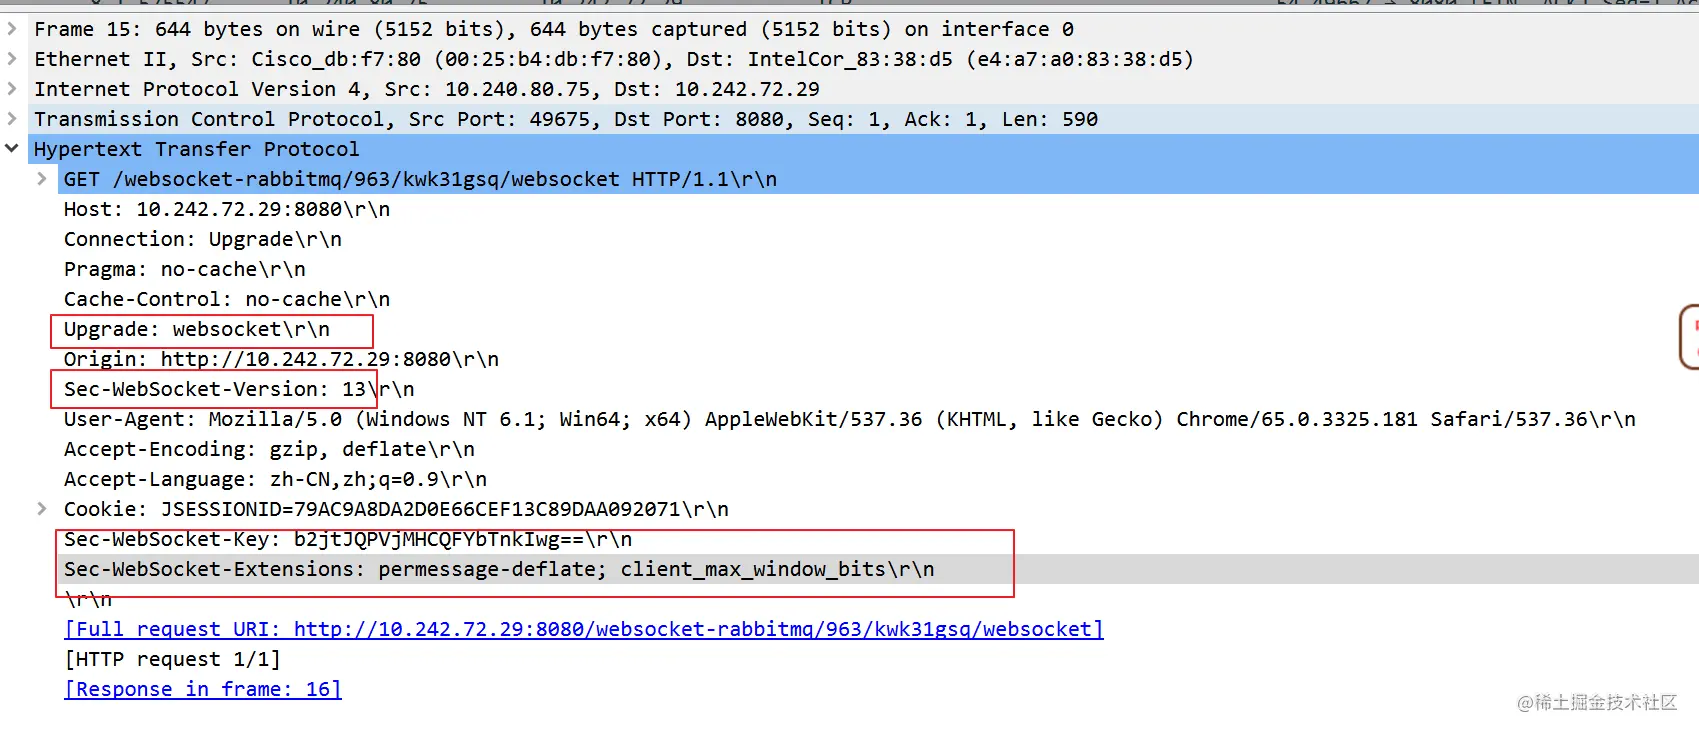 Frame 15: 644 bytes on wire (5152 bits), 644 bytes captured (5152 bits) on interface 0
Ethernet II, Src: Cisco_db:f7:80 (00:25:b4:db:f7:80), Dst: IntelCor_83:38:d5 (e4:a7:a0:83:38:d5)
Internet Protocol Version 4, Src: 10.240.80.75, Dst: 10.242.72.29
Transmission Control Protocol, Src Port: 49675, Dst Port: 8080, Seq: 1, Ack: 1, Len: 590
Hypertext Transfer Protocol
GET /websocket-rabbitmq/963/kwk31gsq/websocket HTTP/1.1\r\n
Host: 10.242.72.29:8080\r\n
Connection: Upgrade\r\n
Pragma: no-cache\r\n
Cache-Control: no-cache\r\n
Upgrade: websocket\r\n
Origin: http://10.242.72.29:8080\r\n
Sec-WebSocket-Version: 13\r\n
User-Agent: Mozilla/5.0 (Windows NT 6.1; Win64; x64) AppleWebKit/537.36 (KHTML, like Gecko) Chrome/65.0.3325.181 Safari/537.36\r\n
Accept-Encoding: gzip, deflate\r\n
Accept-Language: zh-CN,zh;q=0.9\r\n
Cookie: JSESSIONID=79AC9A8DA2D0E66CEF13C89DAA092071\r\n
Sec-WebSocket-Key: b2jtJQPVjMHCQFYbTnkIwg==\r\n
Sec-WebSocket-Extensions: permessage-deflate; client_max_window_bits\r\n
\r\n
[Full request URI: http://10.242.72.29:8080/websocket-rabbitmq/963/kwk31gsq/websocket]
[HTTP request 1/1]
[Response in frame: 16]
@稀土掘金技术社区